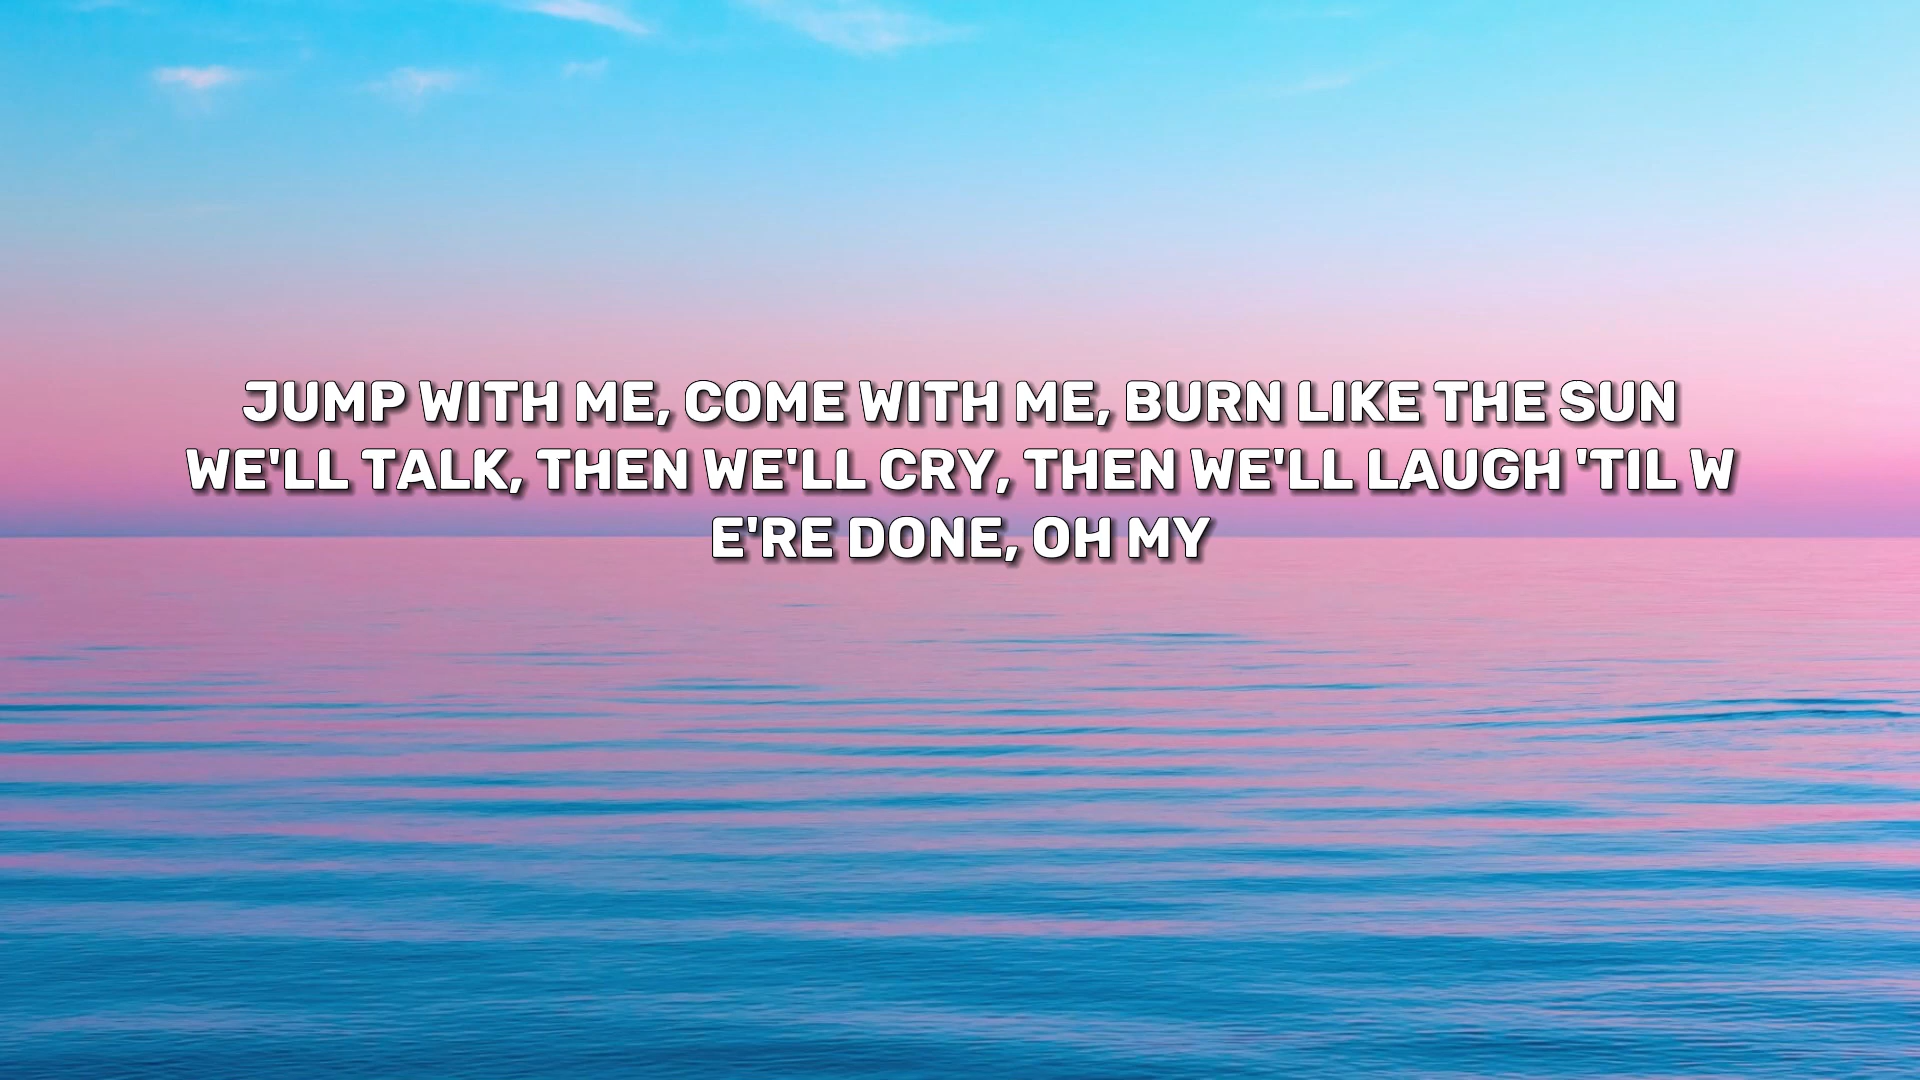 JUMP WITH ME, COME WITH ME, BURN LIKE THE SUN
WE'LL TALK, THEN WE'LL CRY, THEN WE'LL LAUGH 'TIL W
E'RE DONE, OH MY